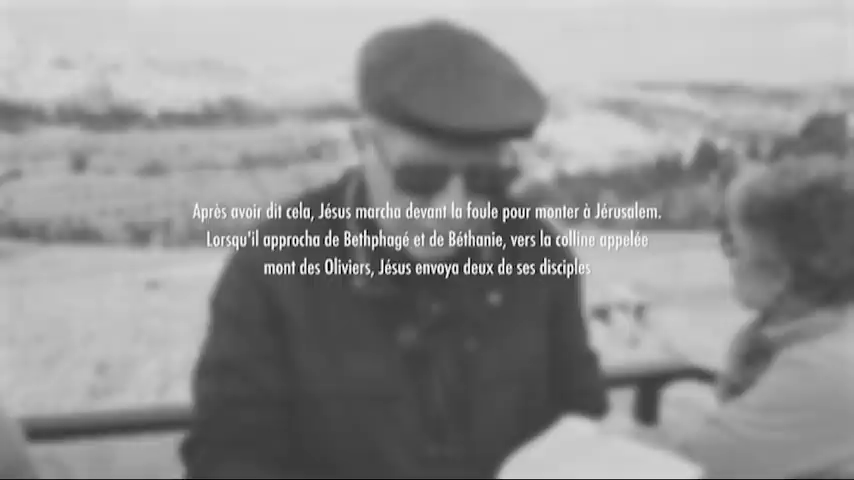 Après avoir dit cela, Jésus marcha devant la foule pour monter à Jérusalem.
Lorsqu'il approcha de Bethphagé et de Béthanie, vers la colline appelée
mont des Oliviers, Jésus envoya deux de ses disciples